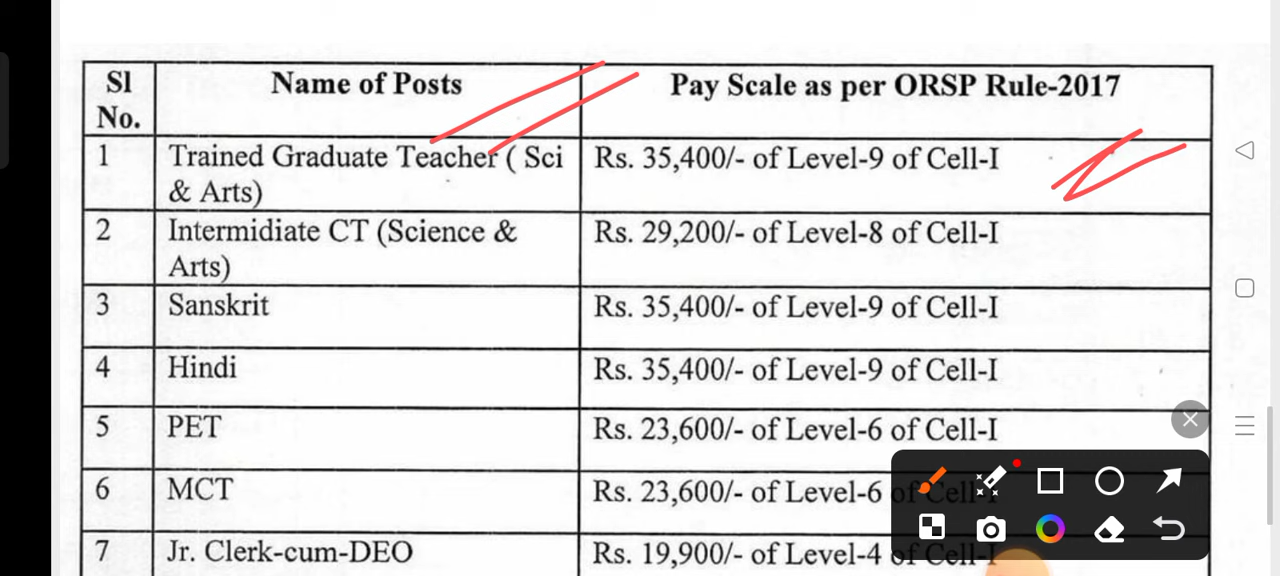 Sl No. Name of Posts Pay Scale as per ORSP Rule-2017
1 Trained Graduate Teacher ( Sci & Arts) Rs. 35,400/- of Level-9 of Cell-I
2 Intermidiate CT (Science & Arts) Rs. 29,200/- of Level-8 of Cell-I
3 Sanskrit Rs. 35,400/- of Level-9 of Cell-I
4 Hindi Rs. 35,400/- of Level-9 of Cell-I
5 PET Rs. 23,600/- of Level-6 of Cell-I
6 MCT Rs. 23,600/- of Level-6 of Cell-I
7 Jr. Clerk-cum-DEO Rs. 19,900/- of Level-4 of Cell-I